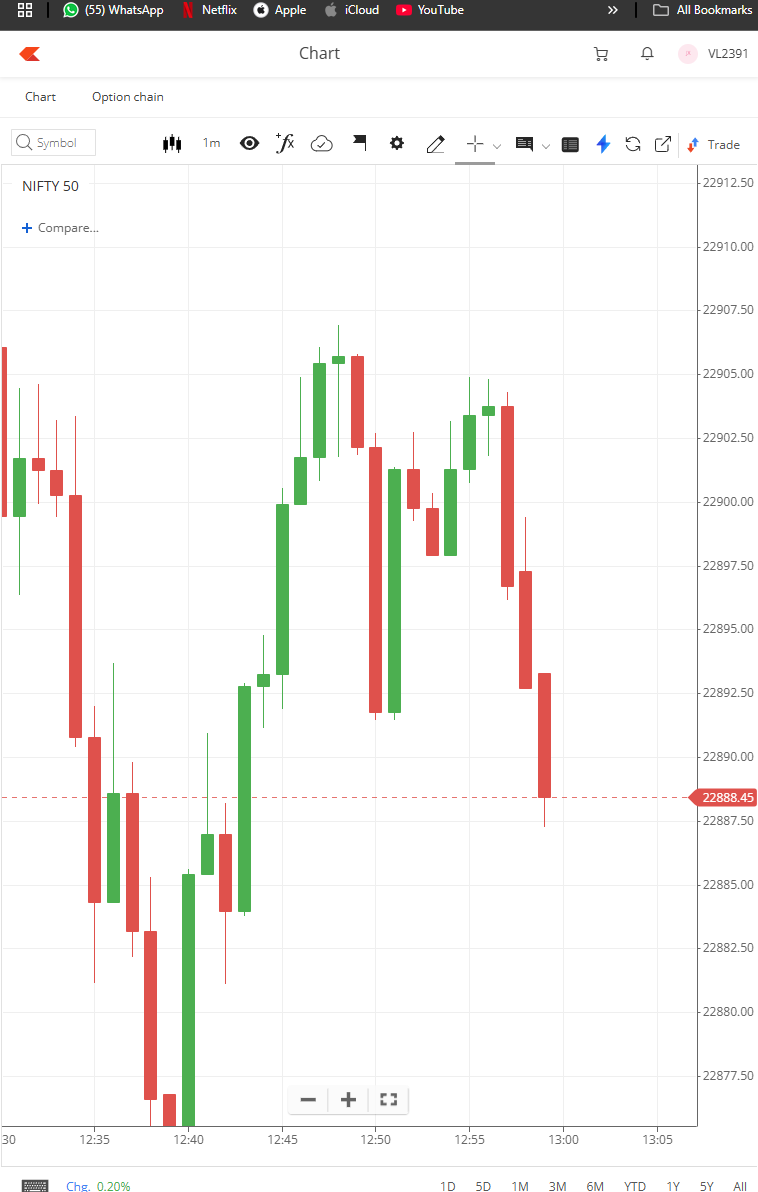 (55) WhatsApp Netflix Apple iCloud YouTube » All Bookmarks
Chart VL2391
Chart Option chain
Symbol 1m fx Trade
NIFTY 50
+ Compare...
22912.50
22910.00
22907.50
22905.00
22902.50
22900.00
22897.50
22895.00
22892.50
22890.00
22888.45
22887.50
22885.00
22882.50
22880.00
22877.50
30 12:35 12:40 12:45 12:50 12:55 13:00 13:05
Chg. 0.20% 1D 5D 1M 3M 6M YTD 1Y 5Y All